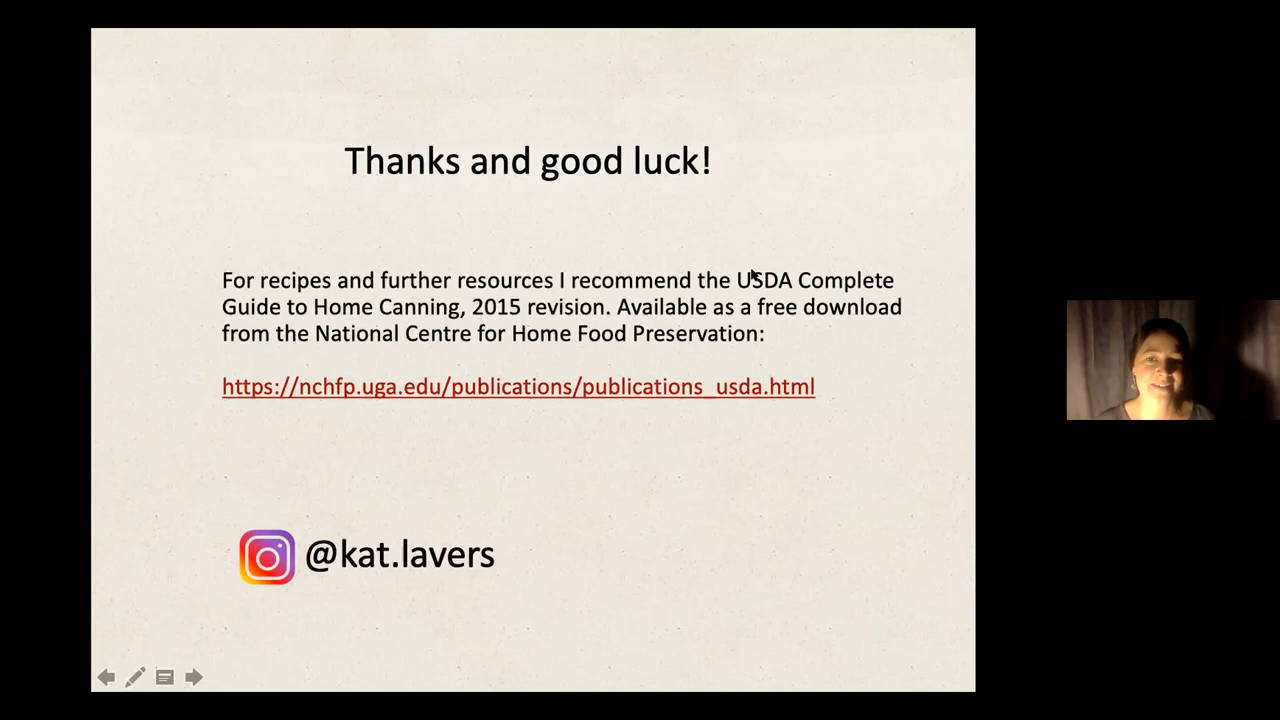 Thanks and good luck!
For recipes and further resources I recommend the USDA Complete
Guide to Home Canning, 2015 revision. Available as a free download
from the National Centre for Home Food Preservation:
https://nchfp.uga.edu/publications/publications_usda.html
@kat.lavers